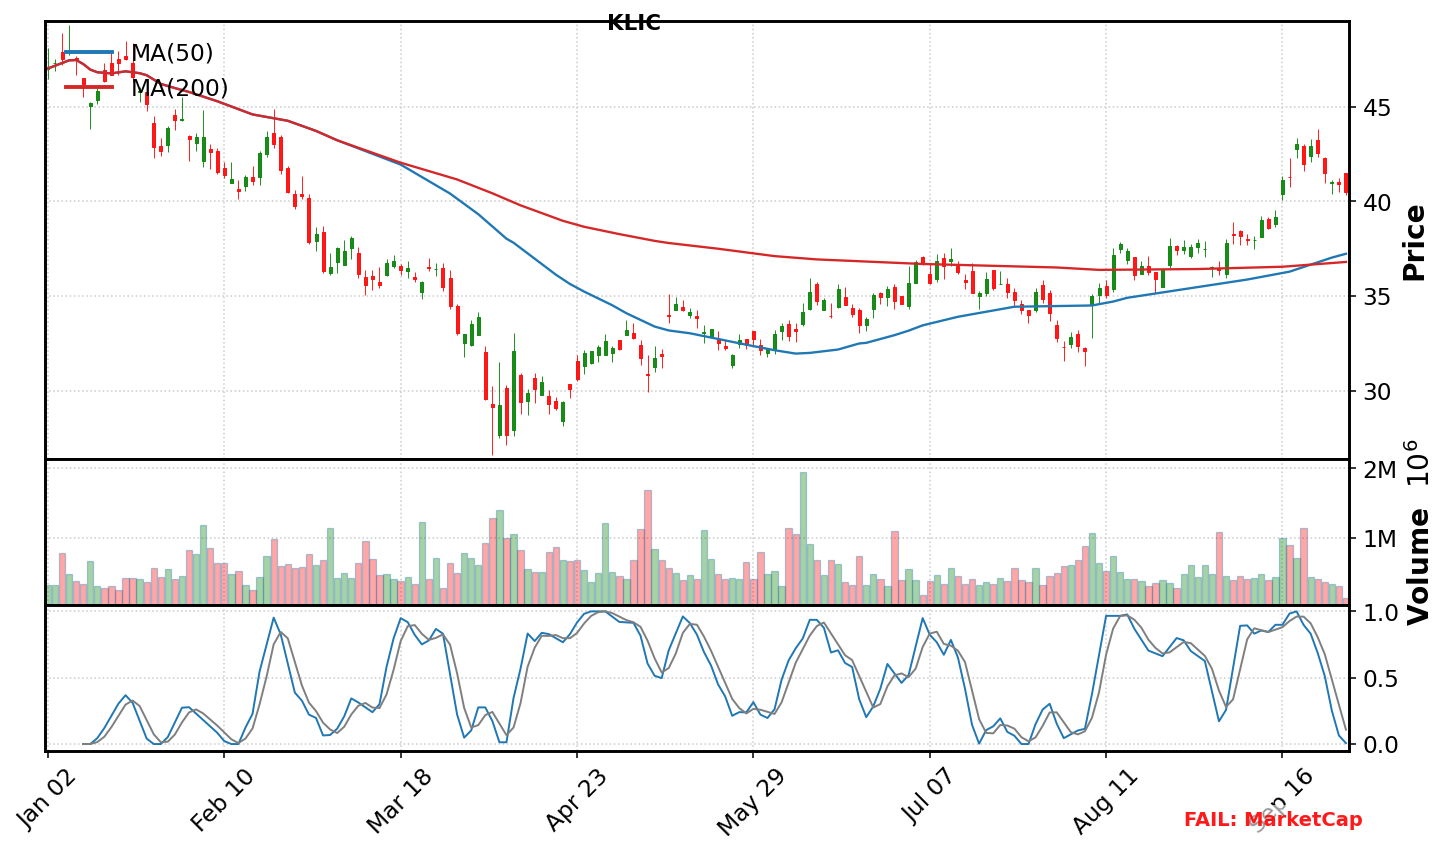 KLIC
MA(50)
MA(200)
45
40
35
30
Price
2M
1M
Volume 10^6
1.0
0.5
0.0
Jan 02
Feb 10
Mar 18
Apr 23
May 29
Jul 07
Aug 11
Sep 16
FAIL: MarketCap